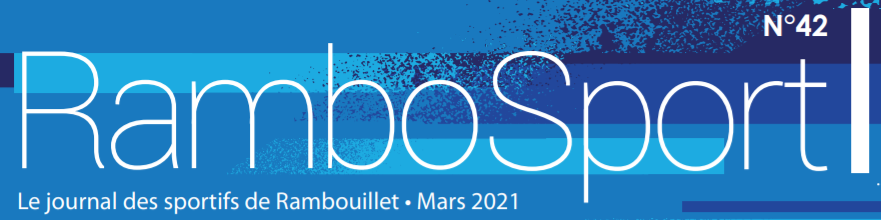 N°42
RamboSport
Le journal des sportifs de Rambouillet • Mars 2021